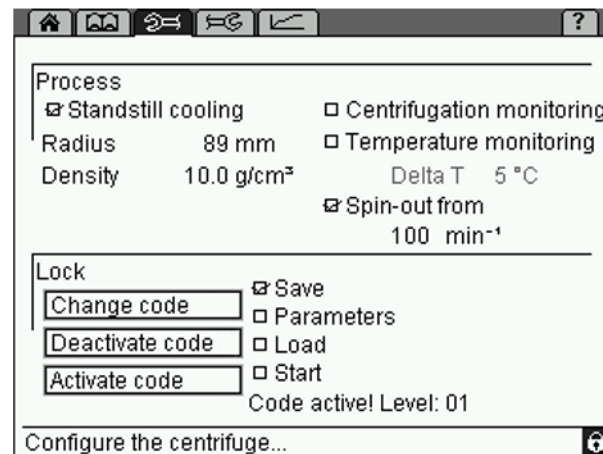 ?
Process
Standstill cooling
Radius 89 mm
Density 10.0 g/cm³
Centrifugation monitoring
Temperature monitoring
Delta T 5 °C
Spin-out from
100 min⁻¹
Lock
Change code
Deactivate code
Activate code
Save
Parameters
Load
Start
Code active! Level: 01
Configure the centrifuge...